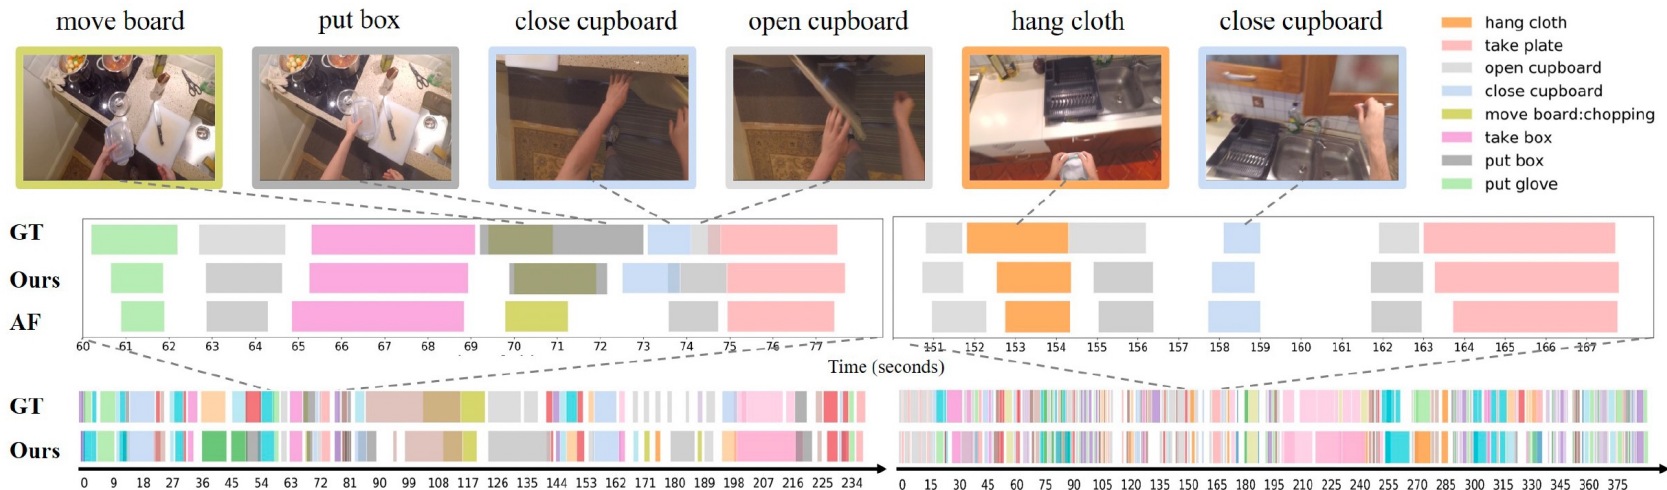 move board put box close cupboard open cupboard hang cloth close cupboard
hang cloth
take plate
open cupboard
close cupboard
move board:chopping
take box
put box
put glove
GT
Ours
AF
60 61 62 63 64 65 66 67 68 69 70 71 72 73 74 75 76 77
151 152 153 154 155 156 157 158 159 160 161 162 163 164 165 166 167
Time (seconds)
GT
Ours
0 9 18 27 36 45 54 63 72 81 90 99 108 117 126 135 144 153 162 171 180 189 198 207 216 225 234
0 15 30 45 60 75 90 105 120 135 150 165 180 195 210 225 240 255 270 285 300 315 330 345 360 375